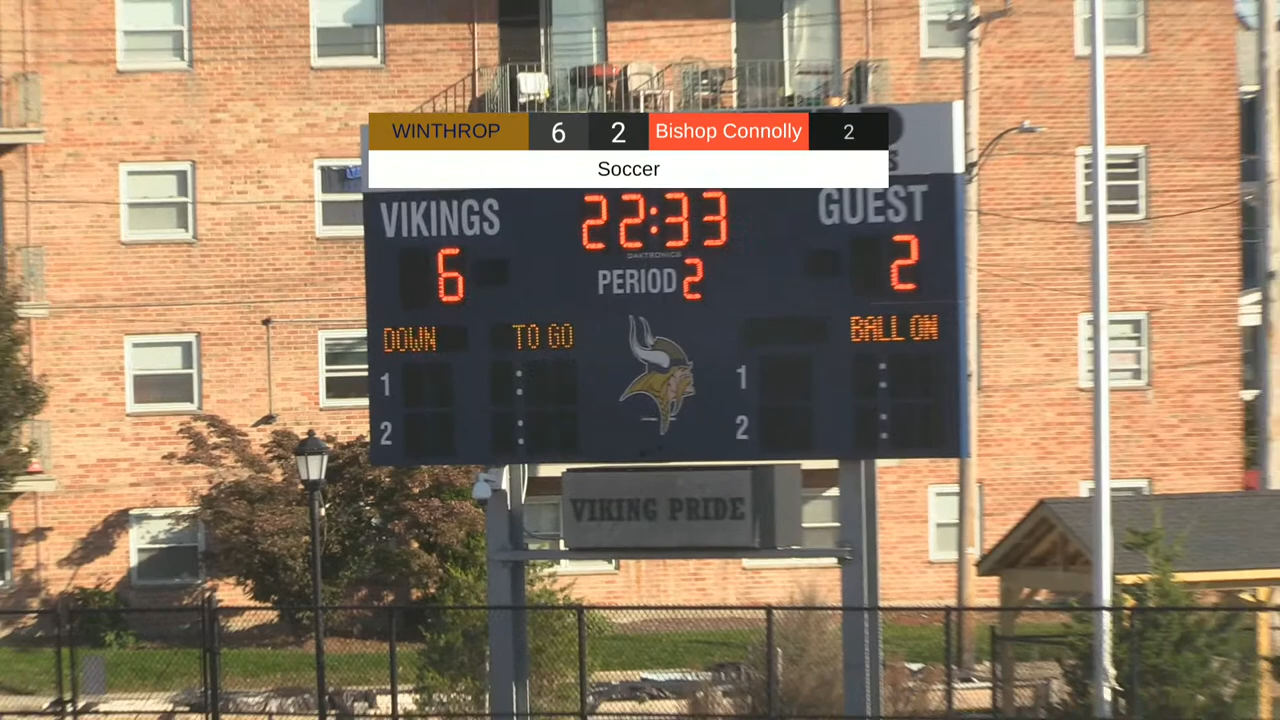 WINTHROP 6 2 Bishop Connolly 2
Soccer
S
VIKINGS 22:33 GUEST
DAKTRONICS
6 PERIOD 2 2
DOWN TO GO BALL ON
1 : 1 :
2 : 2 :
VIKING PRIDE